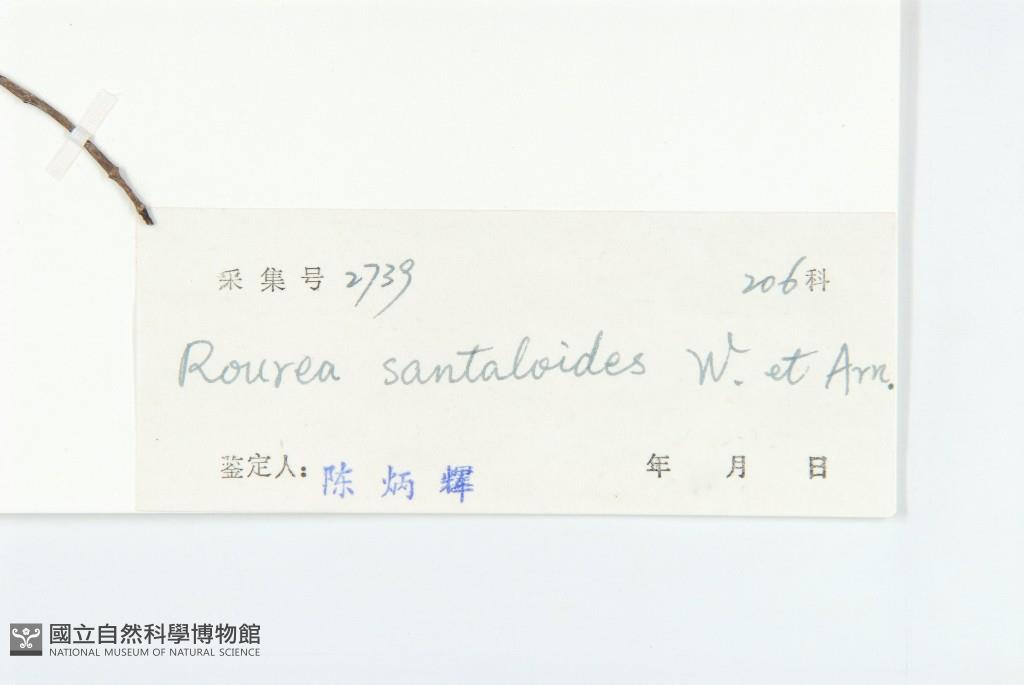 采集号 2739 206科
Rourea santaloides W. et Arn.
鉴定人: 陈炳輝
年 月 日
國立自然科學博物館
NATIONAL MUSEUM OF NATURAL SCIENCE